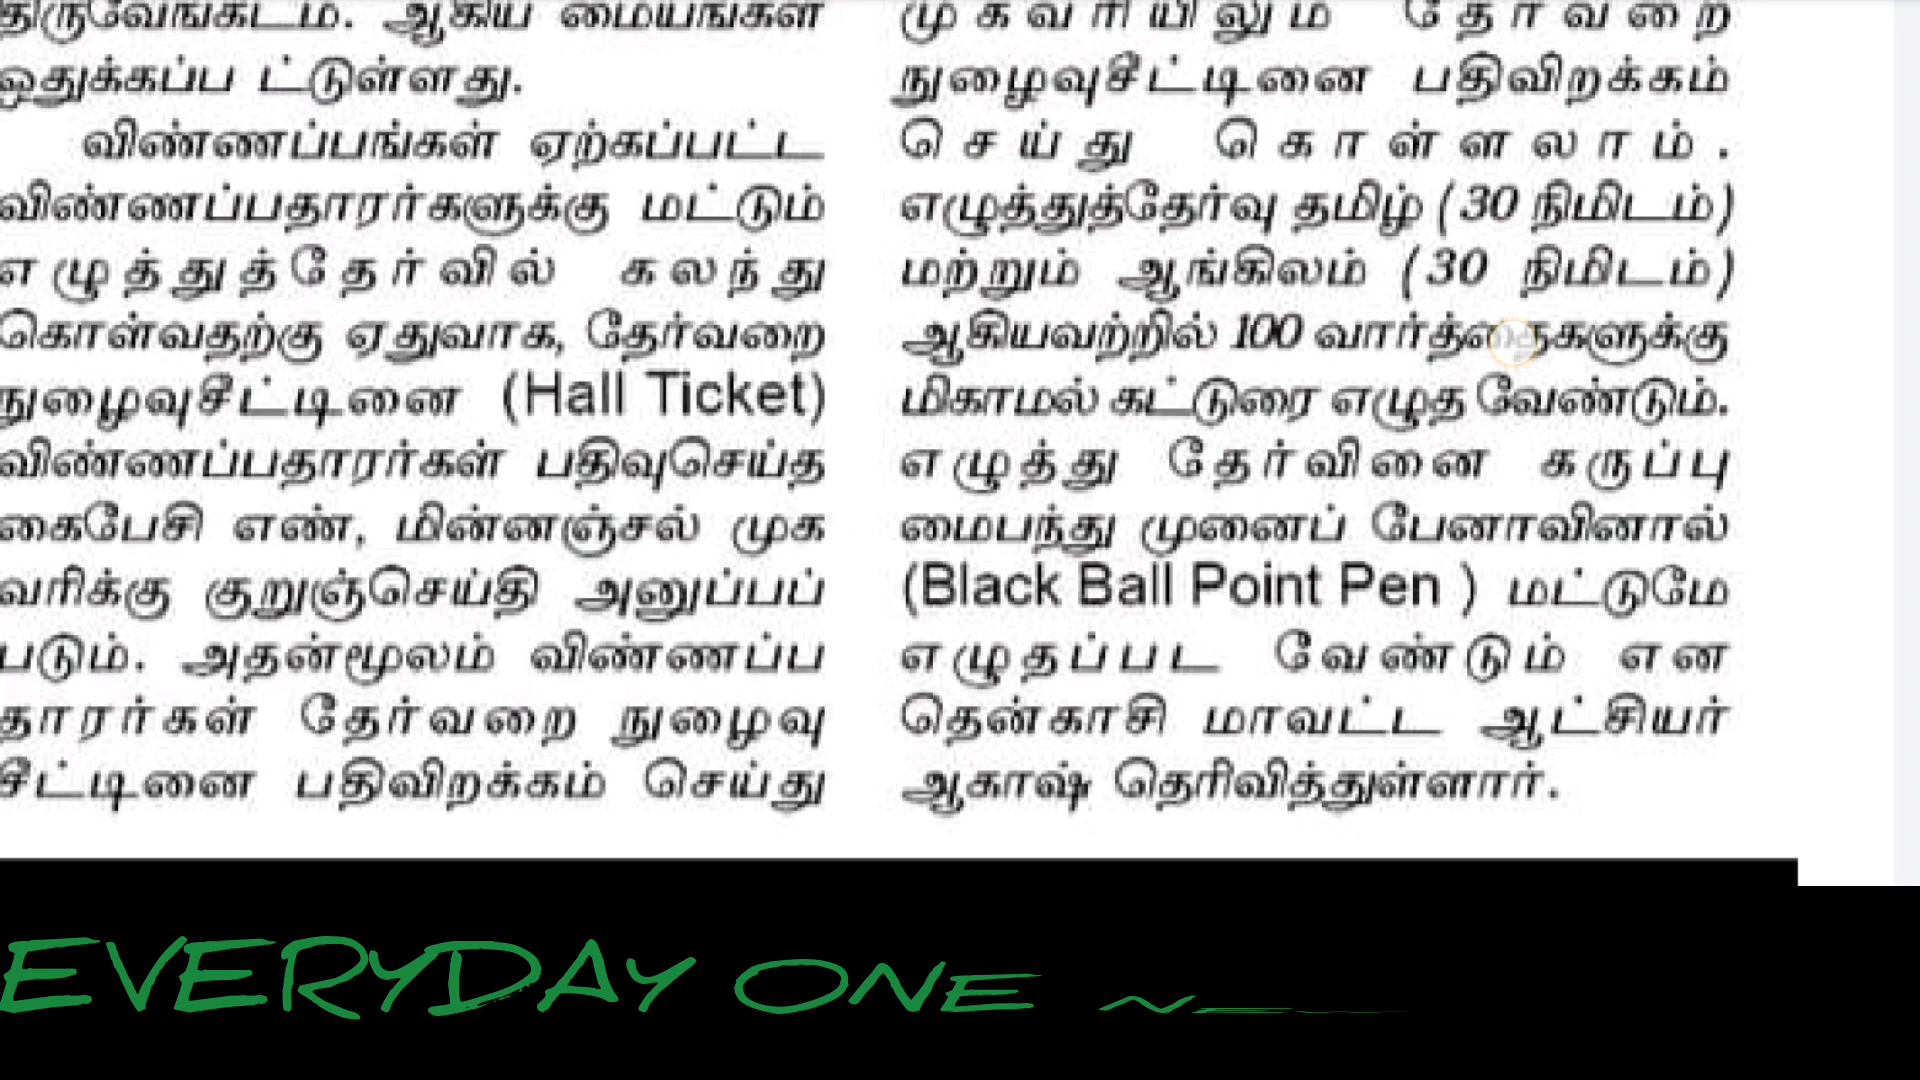 திருவேங்கடம். ஆகிய மையங்கள்
ஒதுக்கப்ப ட்டுள்ளது.
விண்ணப்பங்கள் ஏற்கப்பட்ட
விண்ணப்பதாரர்களுக்கு மட்டும்
எழுத்துத்தேர்வில் கலந்து
கொள்வதற்கு ஏதுவாக, தேர்வறை
நுழைவுசீட்டினை (Hall Ticket)
விண்ணப்பதாரர்கள் பதிவுசெய்த
கைபேசி எண், மின்னஞ்சல் முக
வரிக்கு குறுஞ்செய்தி அனுப்பப்
படும். அதன்மூலம் விண்ணப்ப
தாரர்கள் தேர்வறை நுழைவு
சீட்டினை பதிவிறக்கம் செய்து
முகவரியிலும் தேர்வறை
நுழைவுசீட்டினை பதிவிறக்கம்
செய்து கொள்ளலாம்.
எழுத்துத்தேர்வு தமிழ் (30 நிமிடம்)
மற்றும் ஆங்கிலம் (30 நிமிடம்)
ஆகியவற்றில் 100 வார்த்தைகளுக்கு
மிகாமல் கட்டுரை எழுத வேண்டும்.
எழுத்து தேர்வினை கருப்பு
மைபந்து முனைப் பேனாவினால்
(Black Ball Point Pen ) மட்டுமே
எழுதப்பட வேண்டும் என
தென்காசி மாவட்ட ஆட்சியர்
ஆகாஷ் தெரிவித்துள்ளார்.
EVERYDAY ONE